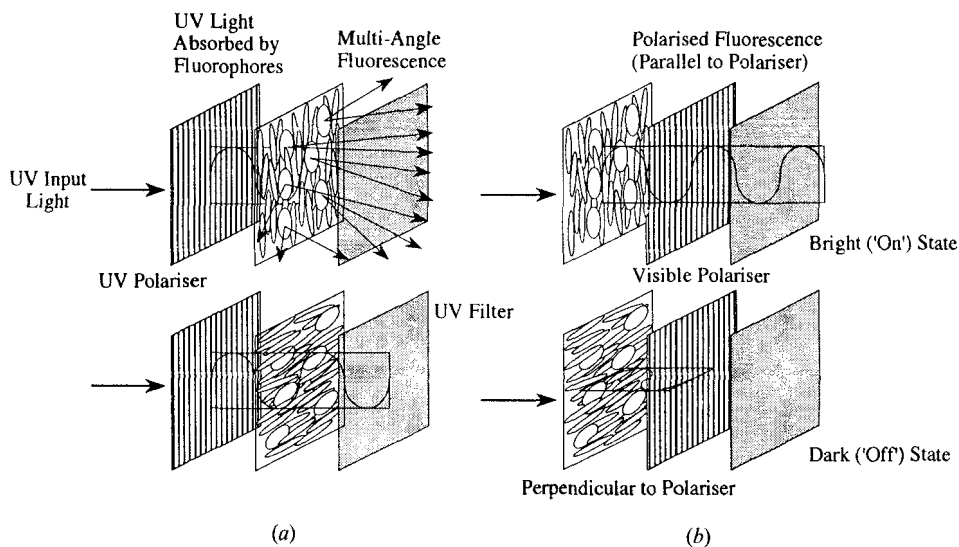 UV Light
Absorbed by
Fluorophores
Multi-Angle
Fluorescence
UV Input
Light
UV Polariser
UV Filter
(a)
Polarised Fluorescence
(Parallel to Polariser)
Bright ('On') State
Visible Polariser
Dark ('Off') State
Perpendicular to Polariser
(b)